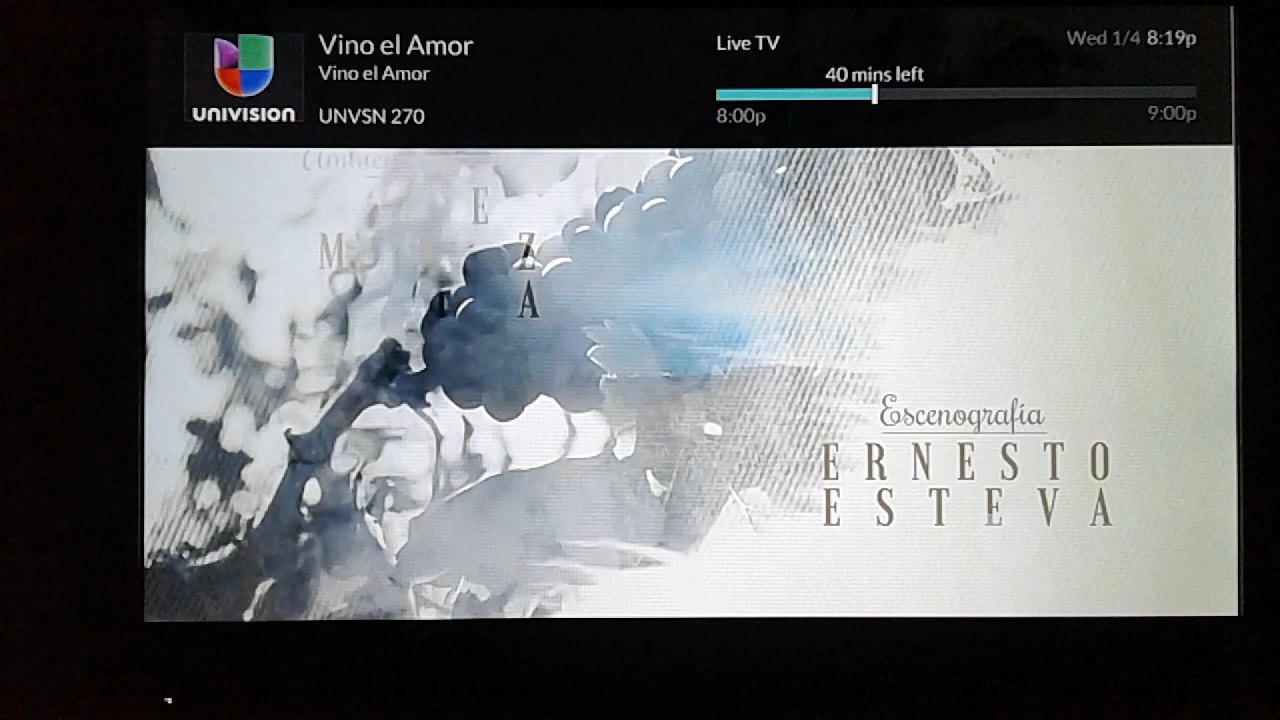 UNIVISION
Vino el Amor
Vino el Amor
UNVSN 270
Live TV
Wed 1/4 8:19p
40 mins left
8:00p
9:00p
E
M Z
A
Escenografía
ERNESTO
ESTEVA